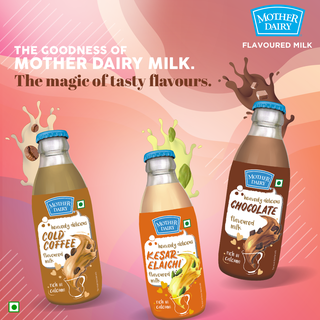 MOTHER
DAIRY
FLAVOURED MILK
THE GOODNESS OF
MOTHER DAIRY MILK.
The magic of tasty flavours.
MOTHER
DAIRY
heavenly delicious
COLD
COFFEE
flavoured
milk
rich in
calcium
MOTHER
DAIRY
heavenly delicious
KESAR
ELAICHI
flavoured
milk
rich in
calcium
MOTHER
DAIRY
heavenly delicious
CHOCOLATE
flavoured
milk
rich in
calcium